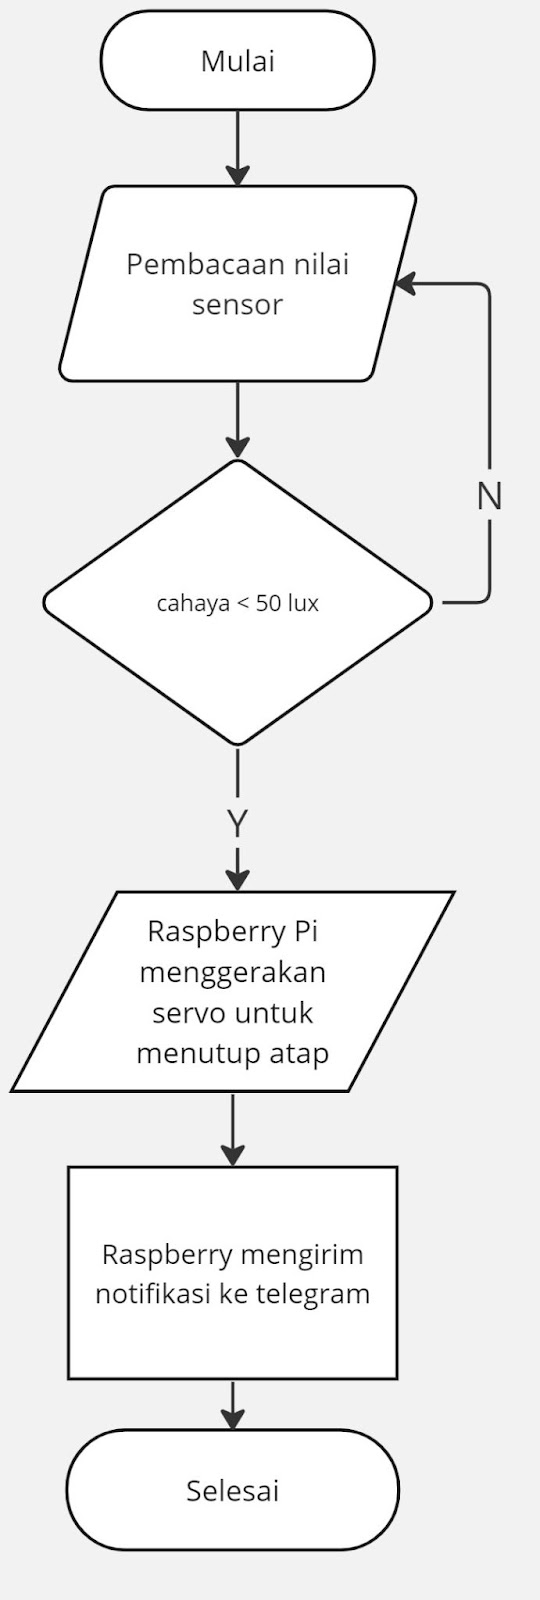 Mulai
Pembacaan nilai
sensor
N
cahaya < 50 lux
Y
Raspberry Pi
menggerakan
servo untuk
menutup atap
Raspberry mengirim
notifikasi ke telegram
Selesai